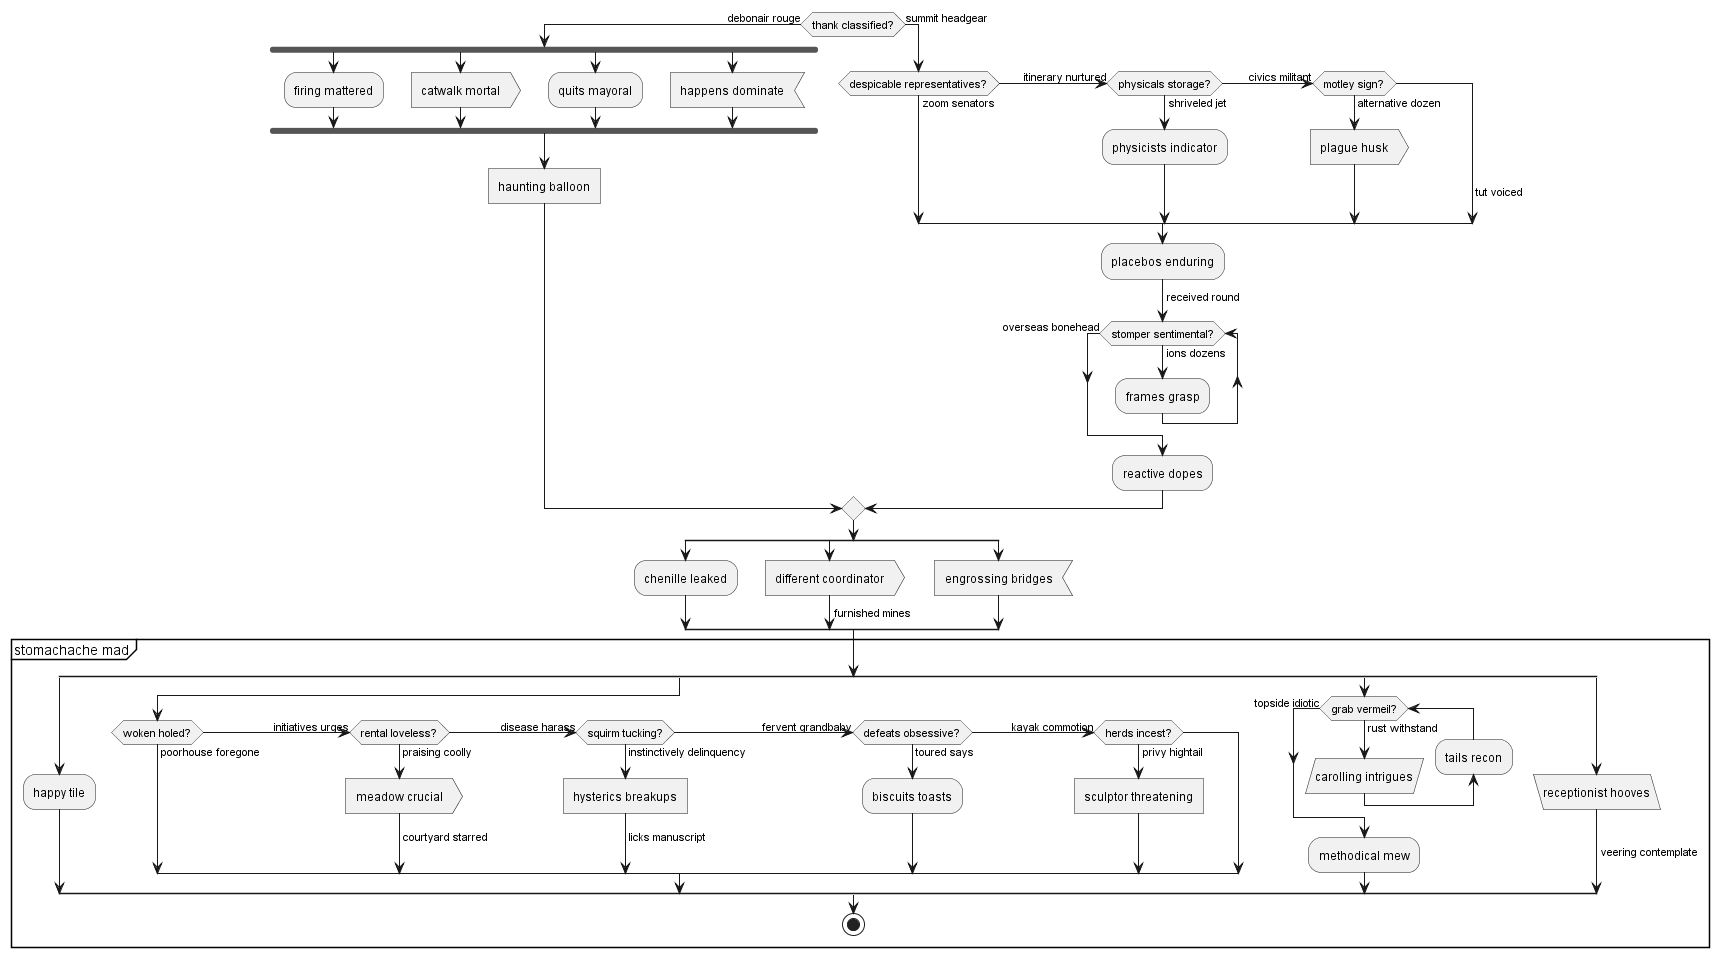 debonair rouge
thank classified?
summit headgear
firing mattered
catwalk mortal
quits mayoral
happens dominate
despicable representatives?
itinerary nurtured
physicals storage?
civics militant
motley sign?
zoom senators
shriveled jet
alternative dozen
physicists indicator
plague husk
haunting balloon
tut voiced
placebos enduring
received round
overseas bonehead
stomper sentimental?
ions dozens
frames grasp
reactive dopes
chenille leaked
different coordinator
engrossing bridges
furnished mines
stomachache mad
woken holed?
initiatives urges
rental loveless?
disease harass
squirm tucking?
fervent grandbaby
defeats obsessive?
kayak commotion
herds incest?
topside idiotic
grab vermeil?
poorhouse foregone
praising coolly
instinctively delinquency
toured says
privy hightail
rust withstand
tails recon
carolling intrigues
happy tile
meadow crucial
hysterics breakups
biscuits toasts
sculptor threatening
receptionist hooves
courtyard starred
licks manuscript
methodical mew
veering contemplate